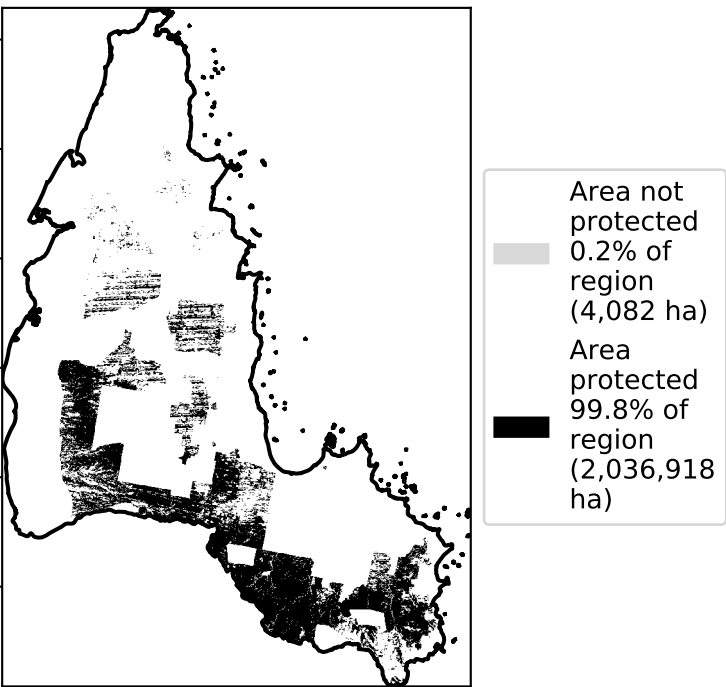 Area not
protected
0.2% of
region
(4,082 ha)
Area
protected
99.8% of
region
(2,036,918
ha)